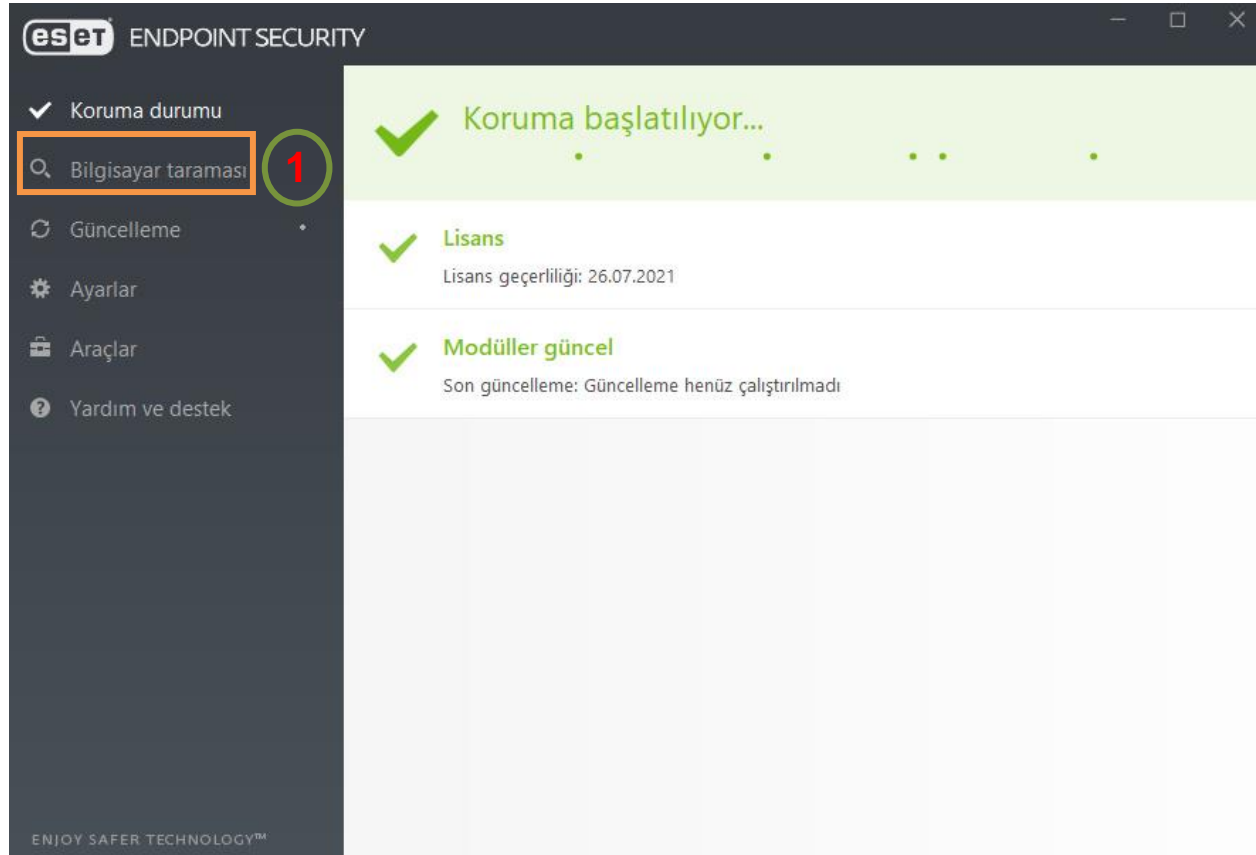 eset ENDPOINT SECURITY
Koruma durumu
Bilgisayar taraması
1
Güncelleme
Ayarlar
Araçlar
Yardım ve destek
ENJOY SAFER TECHNOLOGY™
Koruma başlatılıyor...
Lisans
Lisans geçerliliği: 26.07.2021
Modüller güncel
Son güncelleme: Güncelleme henüz çalıştırılmadı